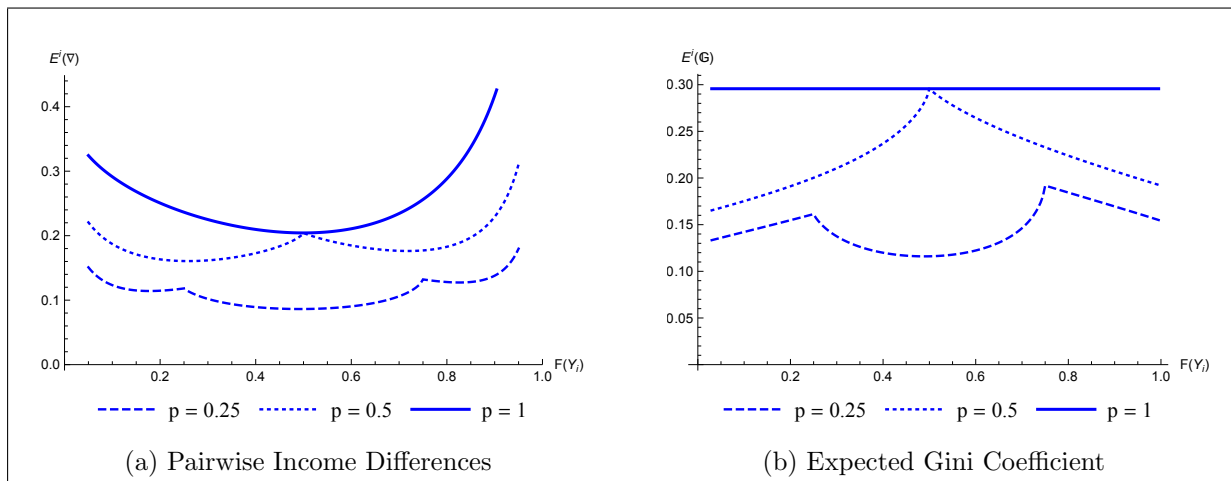 E^i(∇)
0.4
0.3
0.2
0.1
0.0
0.2
0.4
0.6
0.8
1.0
F(Y_i)
p = 0.25
p = 0.5
p = 1
(a) Pairwise Income Differences
E^i(𝔾)
0.30
0.25
0.20
0.15
0.10
0.05
0.2
0.4
0.6
0.8
1.0
F(Y_i)
p = 0.25
p = 0.5
p = 1
(b) Expected Gini Coefficient